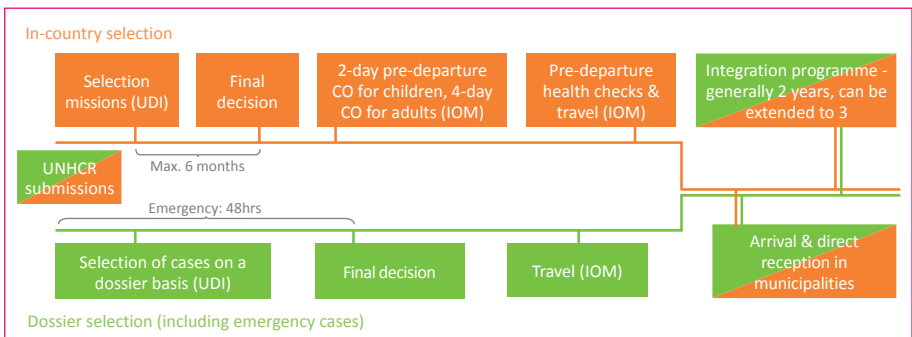 In-country selection
Selection
missions (UDI)
Final
decision
2-day pre-departure
CO for children, 4-day
CO for adults (IOM)
Pre-departure
health checks &
travel (IOM)
Integration programme -
generally 2 years, can be
extended to 3
Max. 6 months
UNHCR
submissions
Emergency: 48hrs
Selection of cases on a
dossier basis (UDI)
Final decision
Travel (IOM)
Arrival & direct
reception in
municipalities
Dossier selection (including emergency cases)